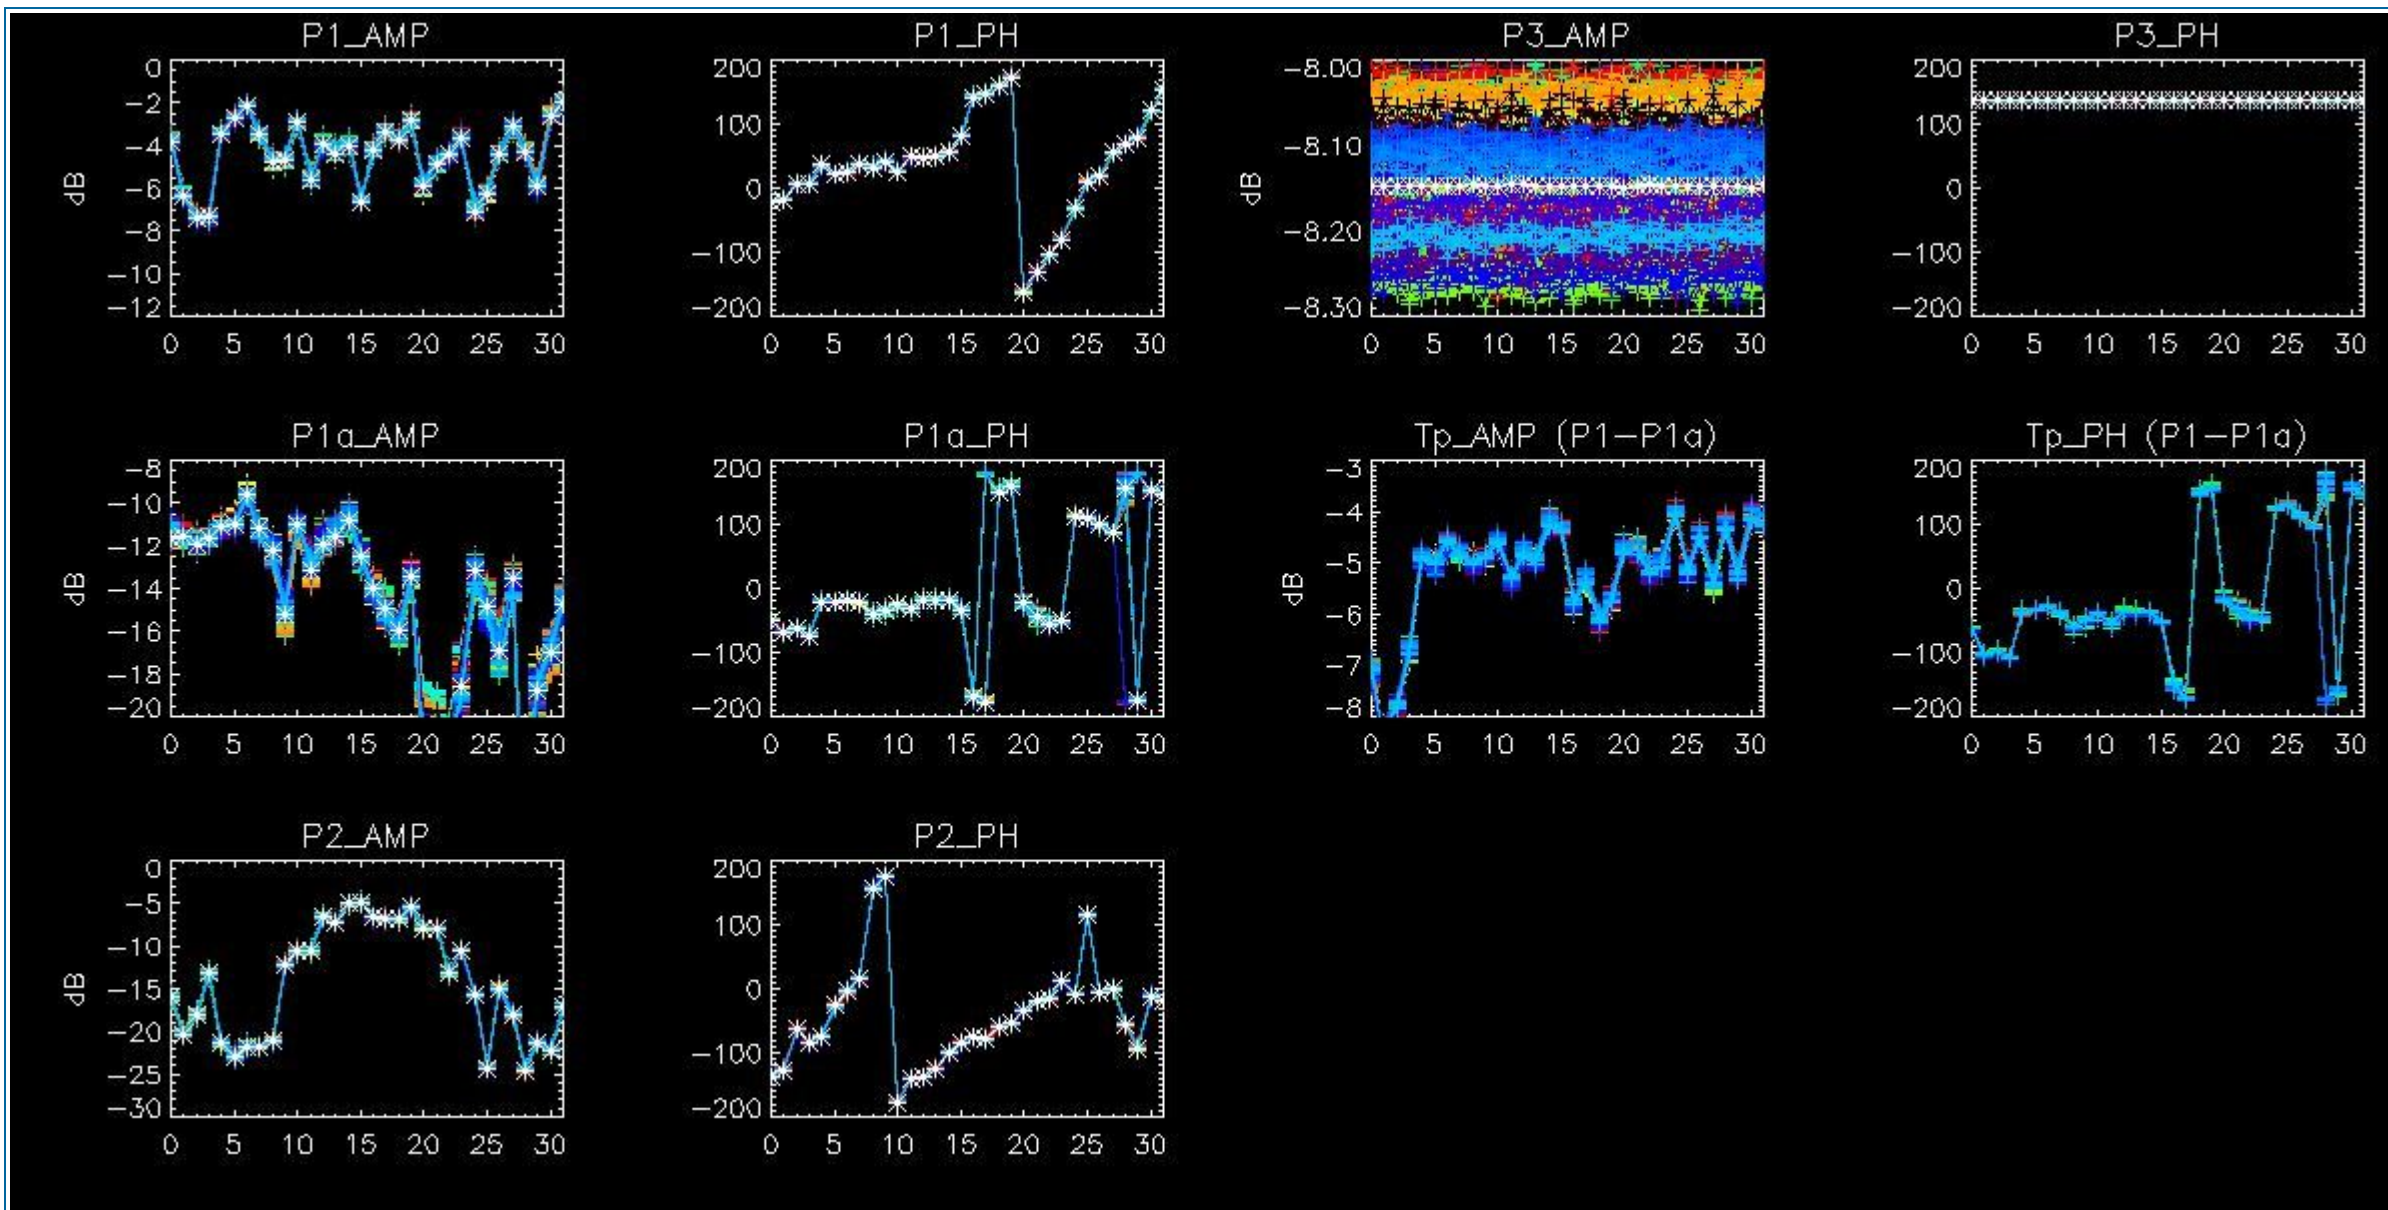 P1_AMP P1_PH P3_AMP P3_PH
0 200 -8.00 200
-2
-4 100 -8.10 100
dB -6 0 dB 0
-8 -100 -8.20 -100
-10
-12 -200 -8.30 -200
0 5 10 15 20 25 30 0 5 10 15 20 25 30 0 5 10 15 20 25 30 0 5 10 15 20 25 30
P1a_AMP P1a_PH Tp_AMP (P1-P1a) Tp_PH (P1-P1a)
-8 200 -3 200
-10
-12 100 -4 100
dB -14 0 dB -5 0
-16 -100 -6 -100
-18 -7
-20 -200 -8 -200
0 5 10 15 20 25 30 0 5 10 15 20 25 30 0 5 10 15 20 25 30 0 5 10 15 20 25 30
P2_AMP P2_PH
0 200
-5 100
-10
dB -15 0
-20 -100
-25
-30 -200
0 5 10 15 20 25 30 0 5 10 15 20 25 30